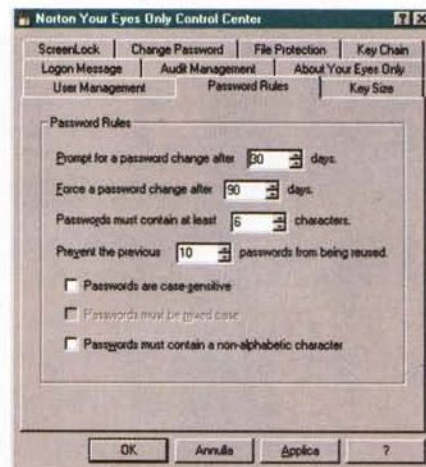 Norton Your Eyes Only Control Center
ScreenLock Change Password File Protection Key Chain
Logon Message Audit Management About Your Eyes Only
User Management Password Rules Key Size
Password Rules
Prompt for a password change after 30 days.
Force a password change after 90 days.
Passwords must contain at least 6 characters.
Prevent the previous 10 passwords from being reused.
Passwords are case-sensitive
Passwords must be mixed case
Passwords must contain a non-alphabetic character
OK Annulla Applica ?